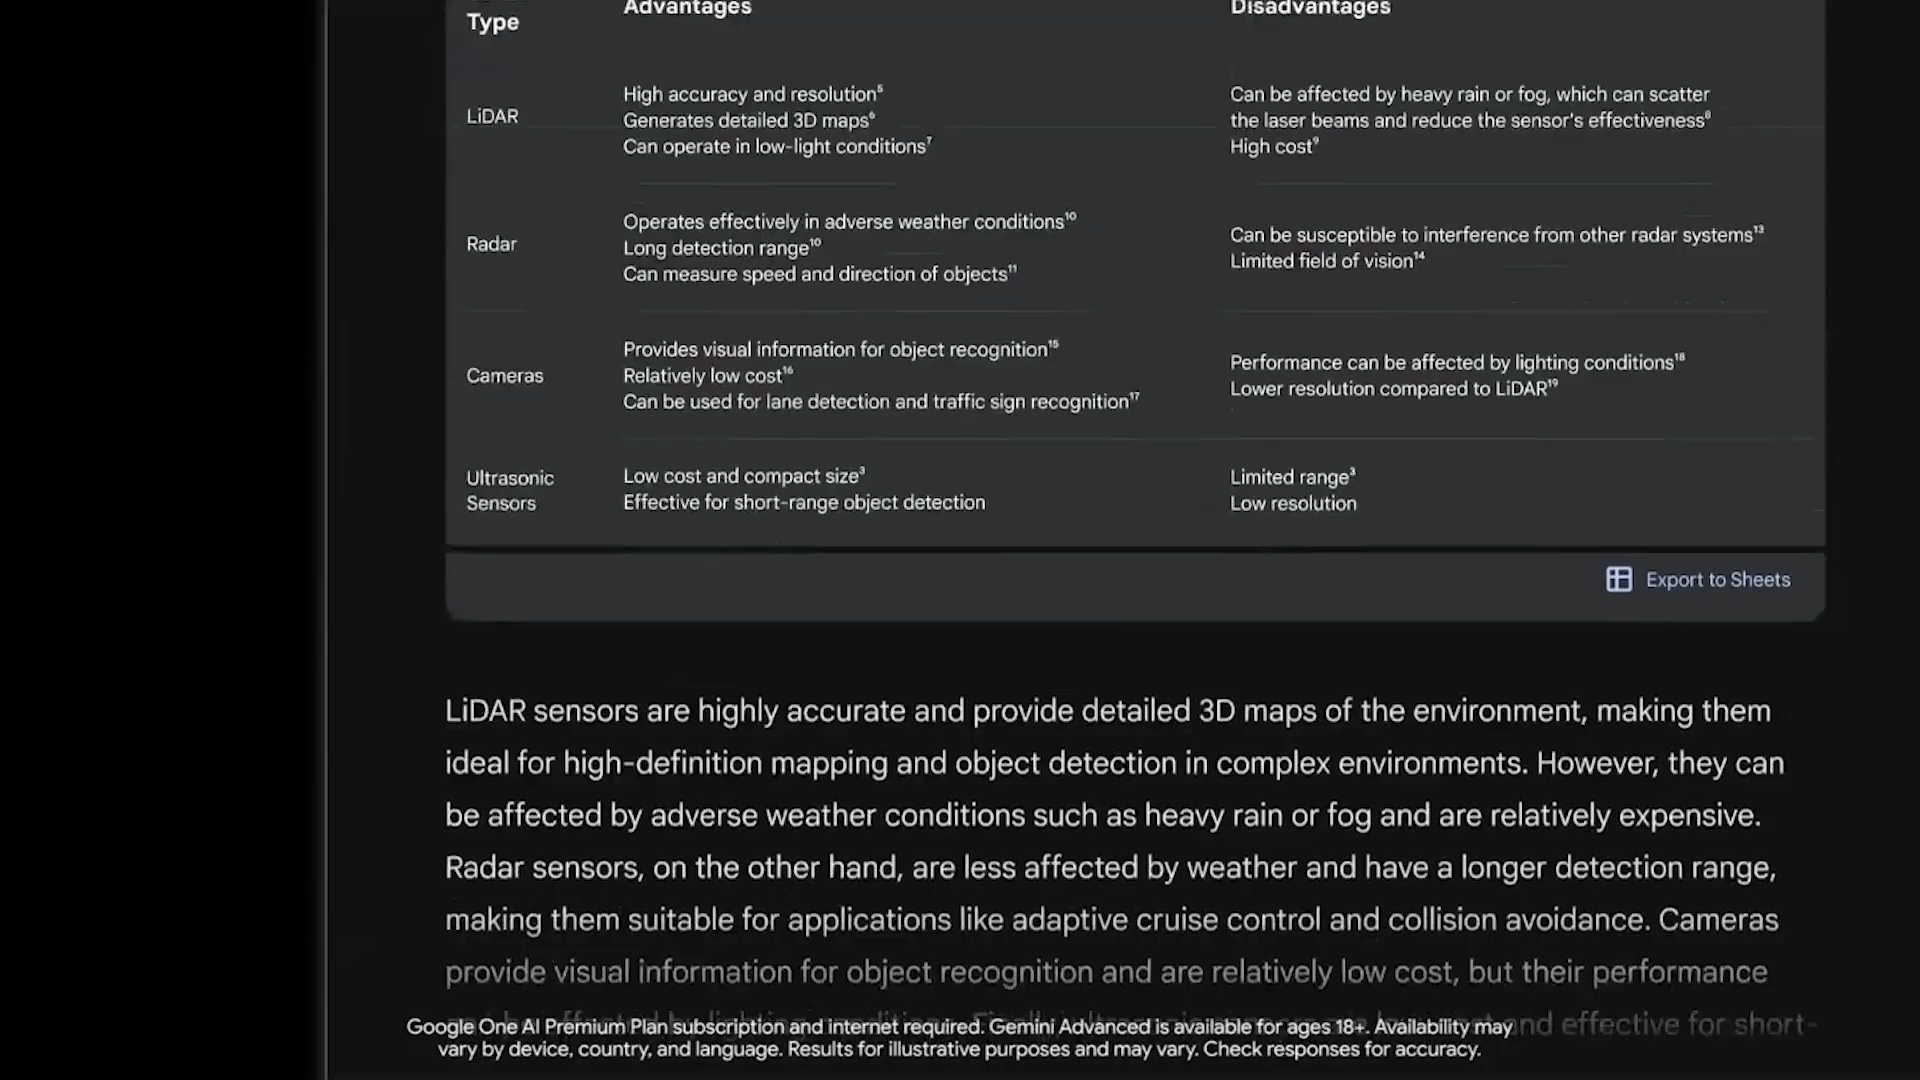 Type
Advantages
Disadvantages
LiDAR
High accuracy and resolution⁵
Generates detailed 3D maps⁶
Can operate in low-light conditions⁷
Can be affected by heavy rain or fog, which can scatter
the laser beams and reduce the sensor's effectiveness⁸
High cost⁹
Radar
Operates effectively in adverse weather conditions¹⁰
Long detection range¹⁰
Can measure speed and direction of objects¹¹
Can be susceptible to interference from other radar systems¹³
Limited field of vision¹⁴
Cameras
Provides visual information for object recognition¹⁵
Relatively low cost¹⁶
Can be used for lane detection and traffic sign recognition¹⁷
Performance can be affected by lighting conditions¹⁸
Lower resolution compared to LiDAR¹⁹
Ultrasonic
Sensors
Low cost and compact size³
Effective for short-range object detection
Limited range³
Low resolution
Export to Sheets
LiDAR sensors are highly accurate and provide detailed 3D maps of the environment, making them
ideal for high-definition mapping and object detection in complex environments. However, they can
be affected by adverse weather conditions such as heavy rain or fog and are relatively expensive.
Radar sensors, on the other hand, are less affected by weather and have a longer detection range,
making them suitable for applications like adaptive cruise control and collision avoidance. Cameras
provide visual information for object recognition and are relatively low cost, but their performance
and effective for short-
Google One AI Premium Plan subscription and internet required. Gemini Advanced is available for ages 18+. Availability may
vary by device, country, and language. Results for illustrative purposes and may vary. Check responses for accuracy.